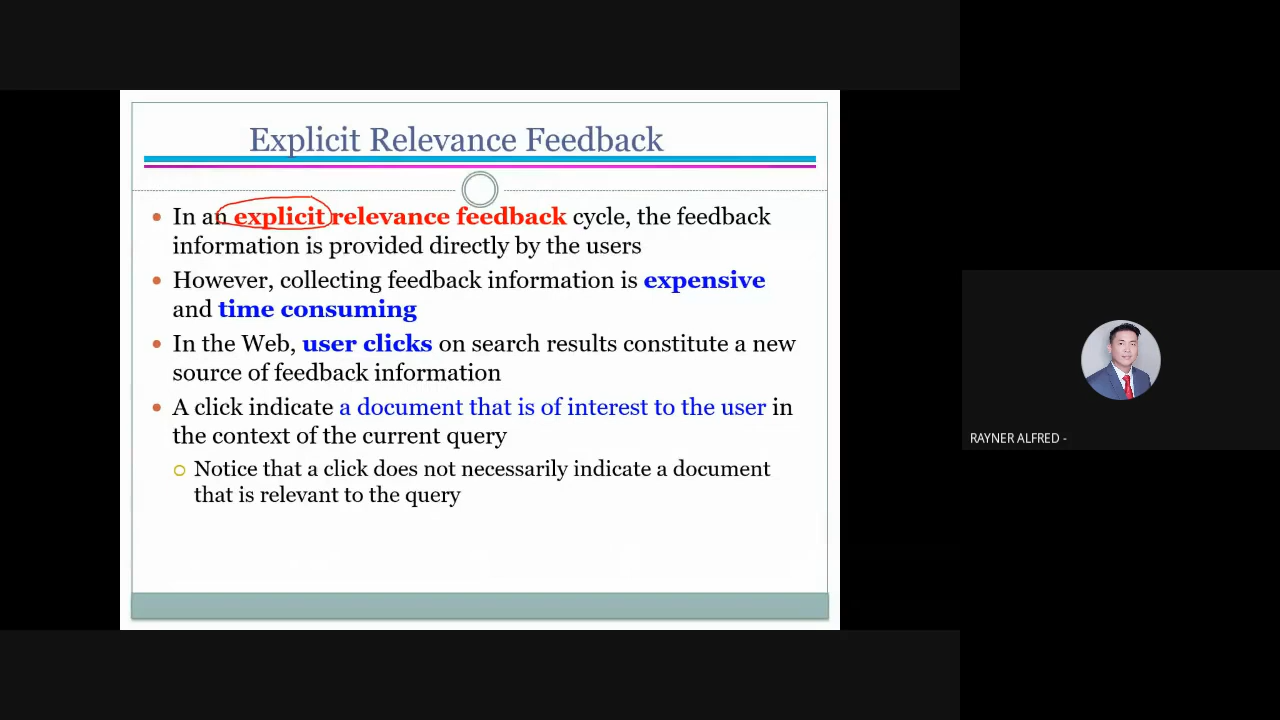 Explicit Relevance Feedback
In an explicit relevance feedback cycle, the feedback
information is provided directly by the users
However, collecting feedback information is expensive
and time consuming
In the Web, user clicks on search results constitute a new
source of feedback information
A click indicate a document that is of interest to the user in
the context of the current query
Notice that a click does not necessarily indicate a document
that is relevant to the query
RAYNER ALFRED -